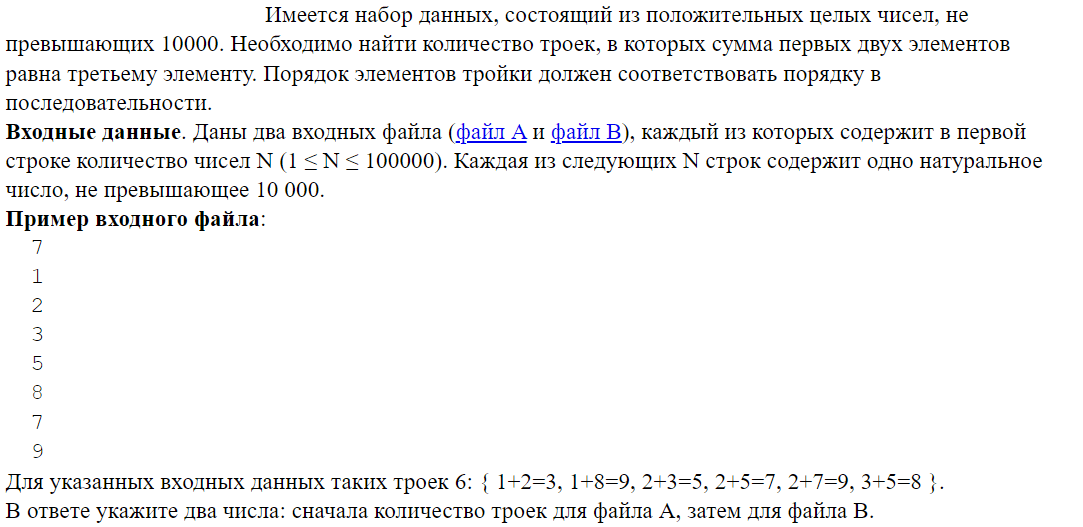 Имеется набор данных, состоящий из положительных целых чисел, не
превышающих 10000. Необходимо найти количество троек, в которых сумма первых двух элементов
равна третьему элементу. Порядок элементов тройки должен соответствовать порядку в
последовательности.
Входные данные. Даны два входных файла (файл A и файл B), каждый из которых содержит в первой
строке количество чисел N (1 ≤ N ≤ 100000). Каждая из следующих N строк содержит одно натуральное
число, не превышающее 10 000.
Пример входного файла:
7
1
2
3
5
8
7
9
Для указанных входных данных таких троек 6: { 1+2=3, 1+8=9, 2+3=5, 2+5=7, 2+7=9, 3+5=8 }.
В ответе укажите два числа: сначала количество троек для файла A, затем для файла B.